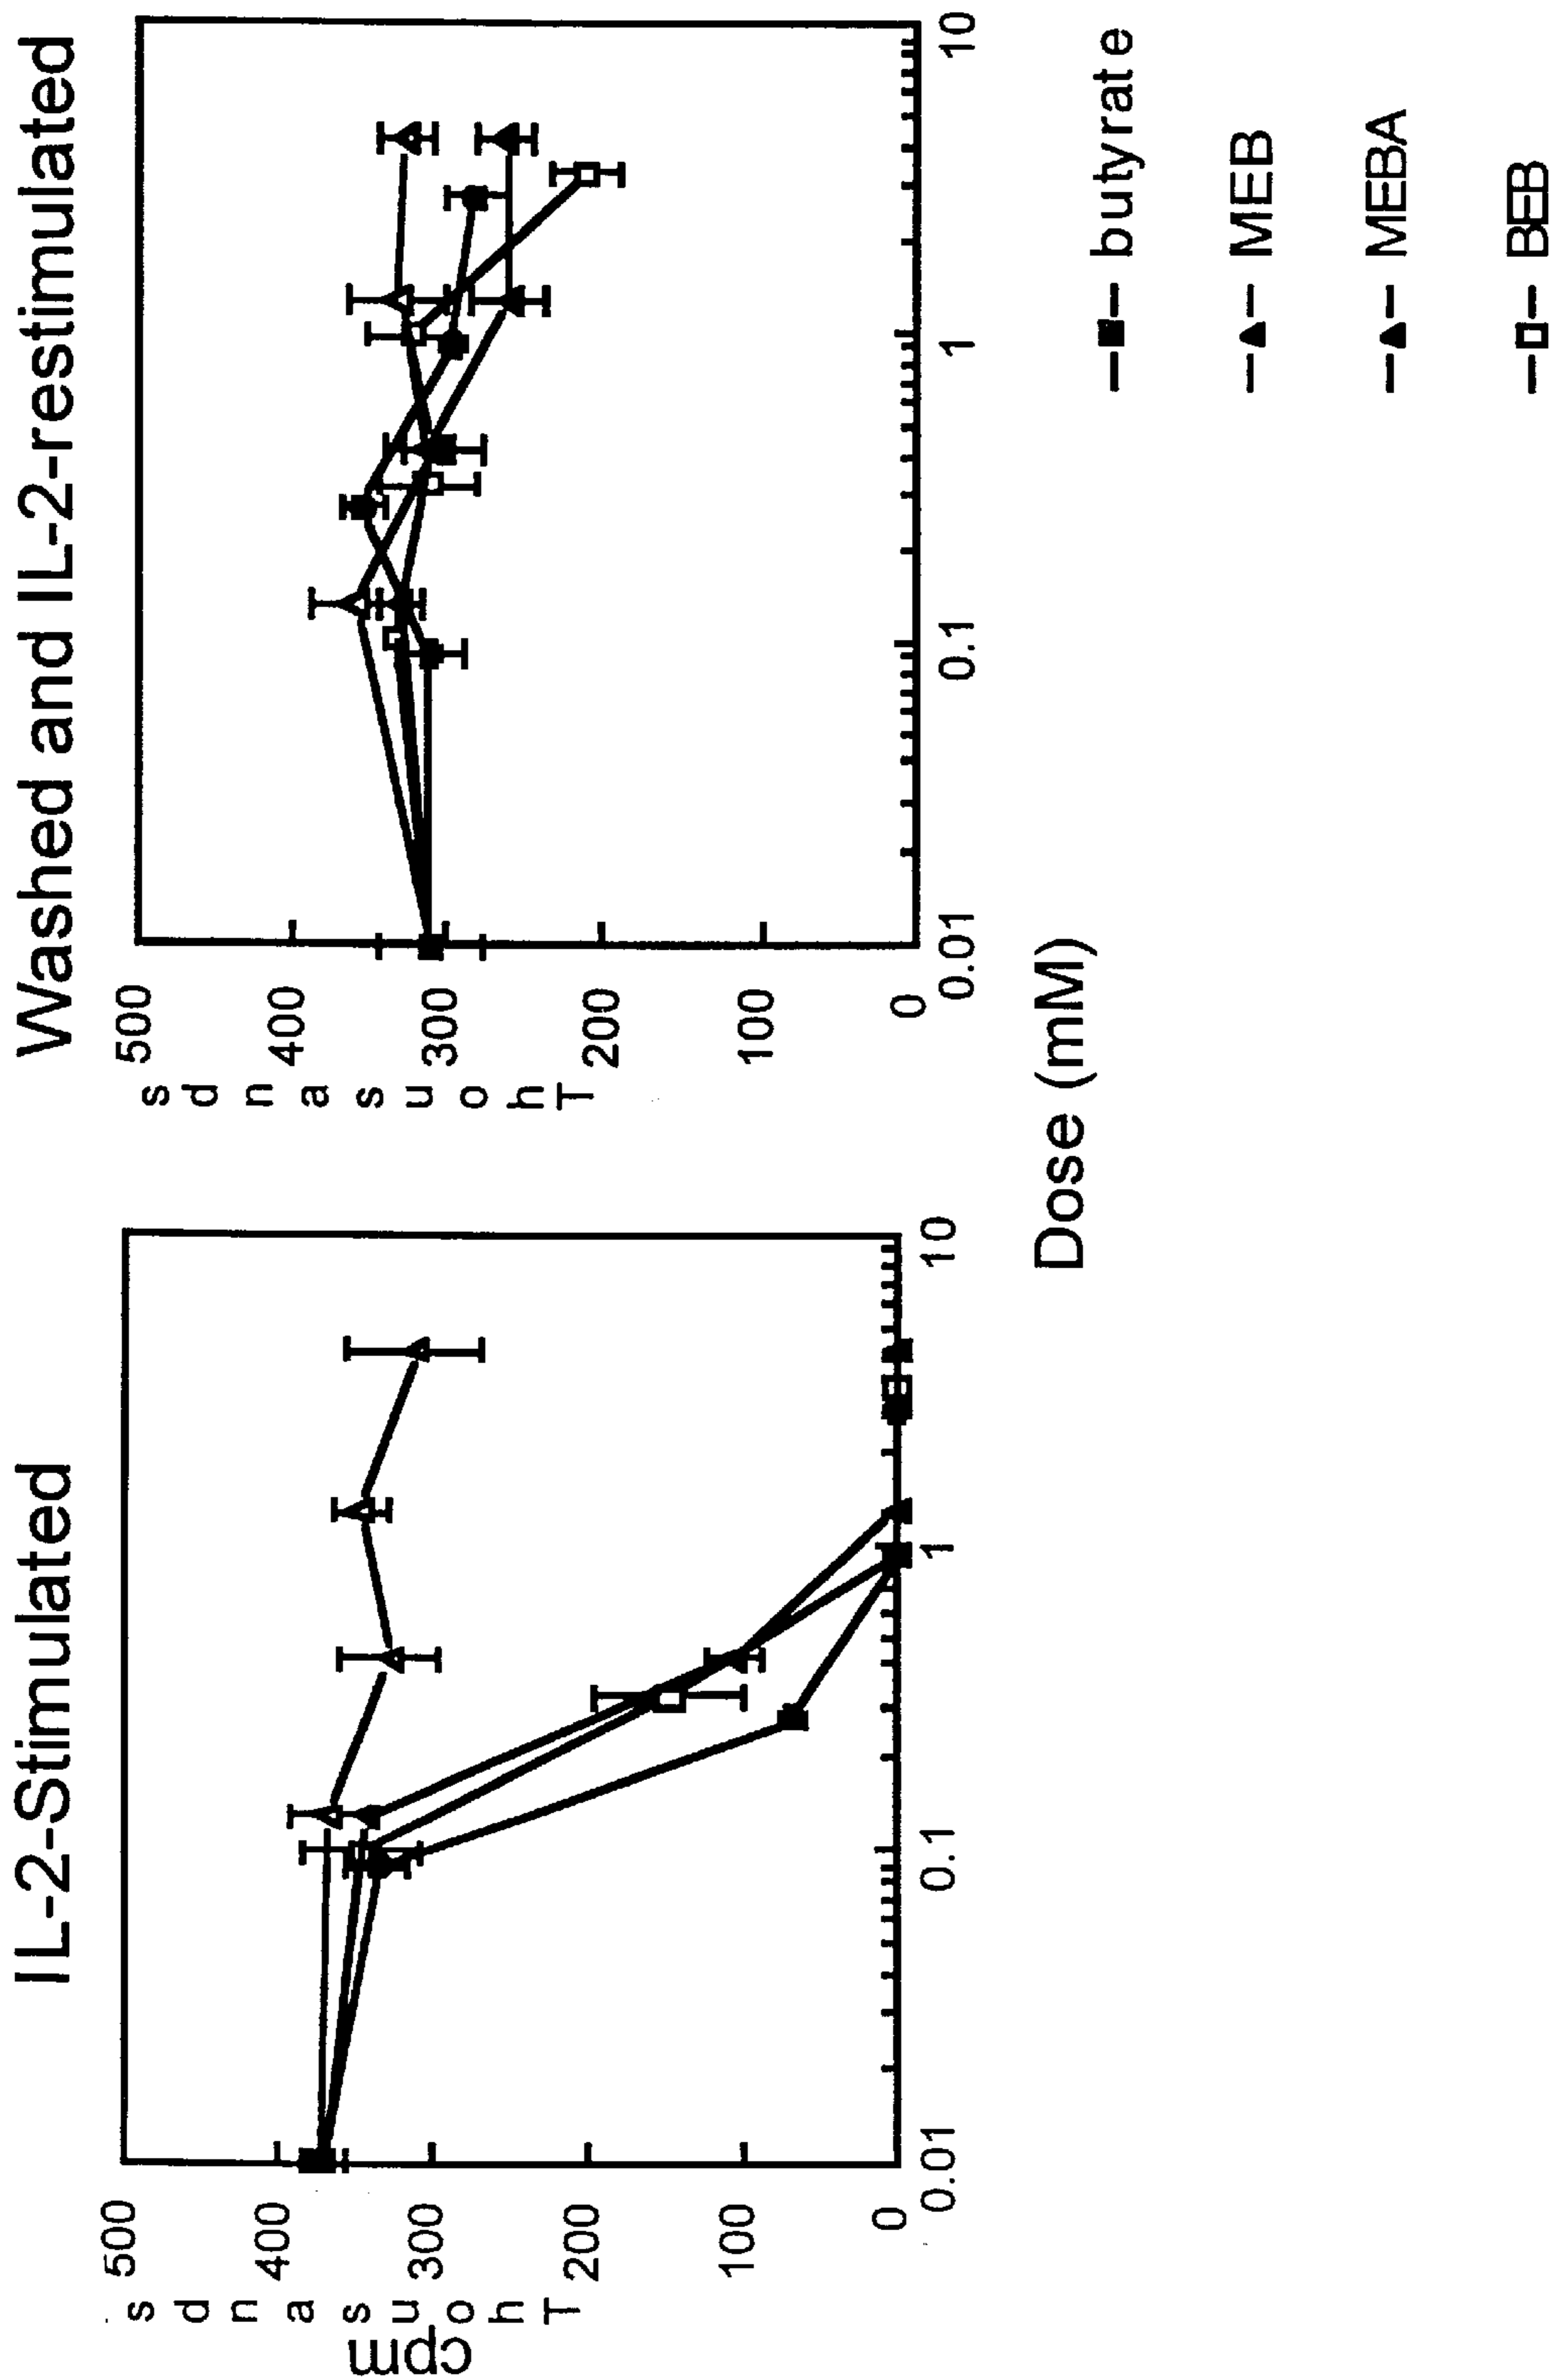 IL-2-Stimulated
Washed and IL-2-restimulated
cpm
Thousands
500
400
300
200
100
0
0.01
0.1
1
10
Thousands
500
400
300
200
100
0
0.01
0.1
1
10
Dose (mM)
butyrate
MEB
MEBA
BEB